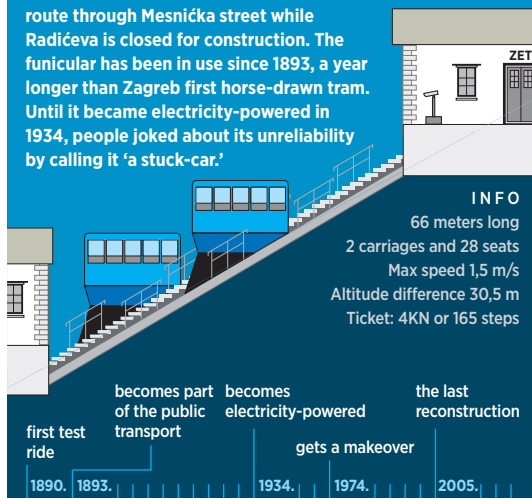 route through Mesnička street while
Radićeva is closed for construction. The
funicular has been in use since 1893, a year
longer than Zagreb first horse-drawn tram.
Until it became electricity-powered in
1934, people joked about its unreliability
by calling it ‘a stuck-car.’
ZET
INFO
66 meters long
2 carriages and 28 seats
Max speed 1,5 m/s
Altitude difference 30,5 m
Ticket: 4KN or 165 steps
first test
ride
becomes part
of the public
transport
becomes
electricity-powered
gets a makeover
the last
reconstruction
1890. 1893. 1934. 1974. 2005.